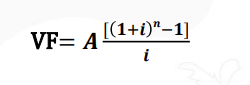 VF= A [(1+i)ⁿ−1]
i